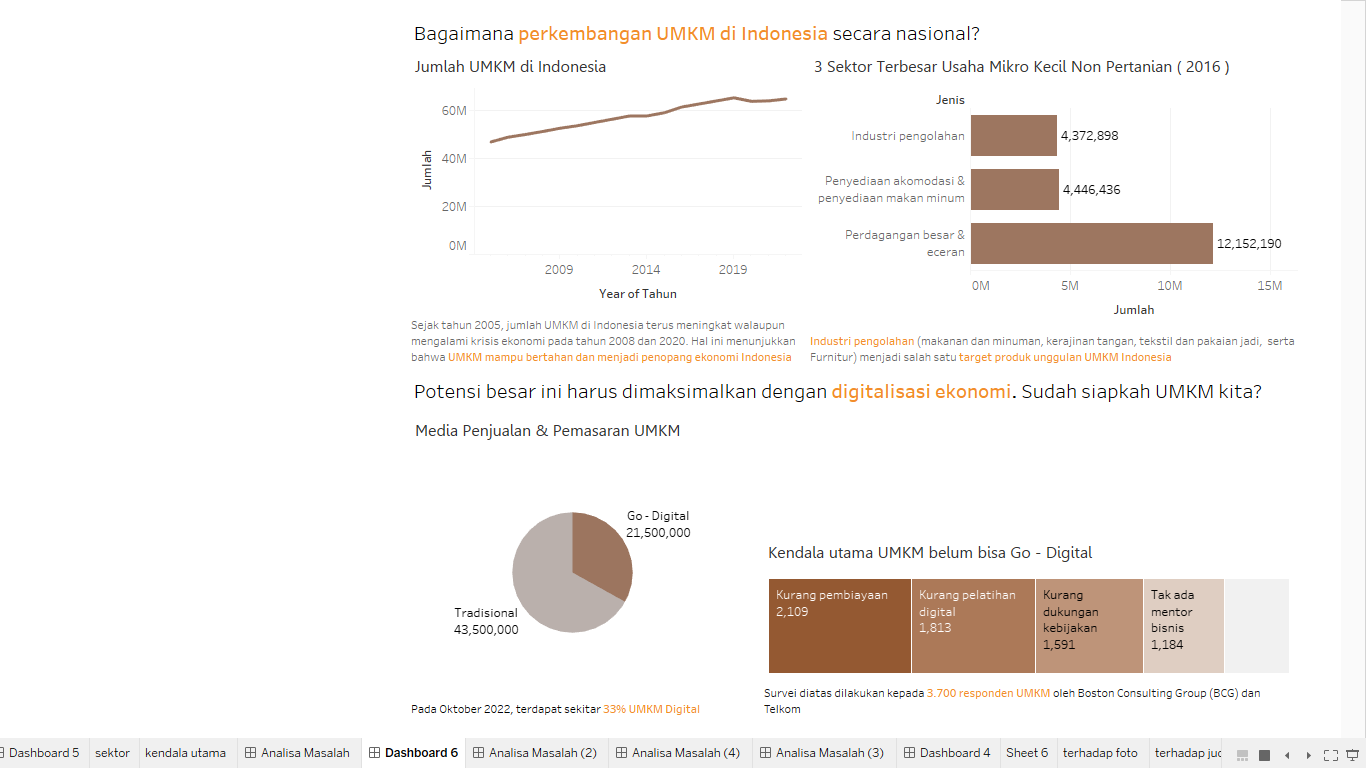 Bagaimana perkembangan UMKM di Indonesia secara nasional?
Jumlah UMKM di Indonesia
60M
40M
20M
0M
Jumlah
2009 2014 2019
Year of Tahun
Sejak tahun 2005, jumlah UMKM di Indonesia terus meningkat walaupun
mengalami krisis ekonomi pada tahun 2008 dan 2020. Hal ini menunjukkan
bahwa UMKM mampu bertahan dan menjadi penopang ekonomi Indonesia
3 Sektor Terbesar Usaha Mikro Kecil Non Pertanian ( 2016 )
Jenis
Industri pengolahan 4,372,898
Penyediaan akomodasi &
penyediaan makan minum 4,446,436
Perdagangan besar &
eceran 12,152,190
0M 5M 10M 15M
Jumlah
Industri pengolahan (makanan dan minuman, kerajinan tangan, tekstil dan pakaian jadi, serta
Furnitur) menjadi salah satu target produk unggulan UMKM Indonesia
Potensi besar ini harus dimaksimalkan dengan digitalisasi ekonomi. Sudah siapkah UMKM kita?
Media Penjualan & Pemasaran UMKM
Go - Digital
21,500,000
Tradisional
43,500,000
Pada Oktober 2022, terdapat sekitar 33% UMKM Digital
Kendala utama UMKM belum bisa Go - Digital
Kurang pembiayaan
2,109
Kurang pelatihan
digital
1,813
Kurang
dukungan
kebijakan
1,591
Tak ada
mentor
bisnis
1,184
Survei diatas dilakukan kepada 3.700 responden UMKM oleh Boston Consulting Group (BCG) dan
Telkom
Dashboard 5 sektor kendala utama Analisa Masalah Dashboard 6 Analisa Masalah (2) Analisa Masalah (4) Analisa Masalah (3) Dashboard 4 Sheet 6 terhadap foto terhadap juc